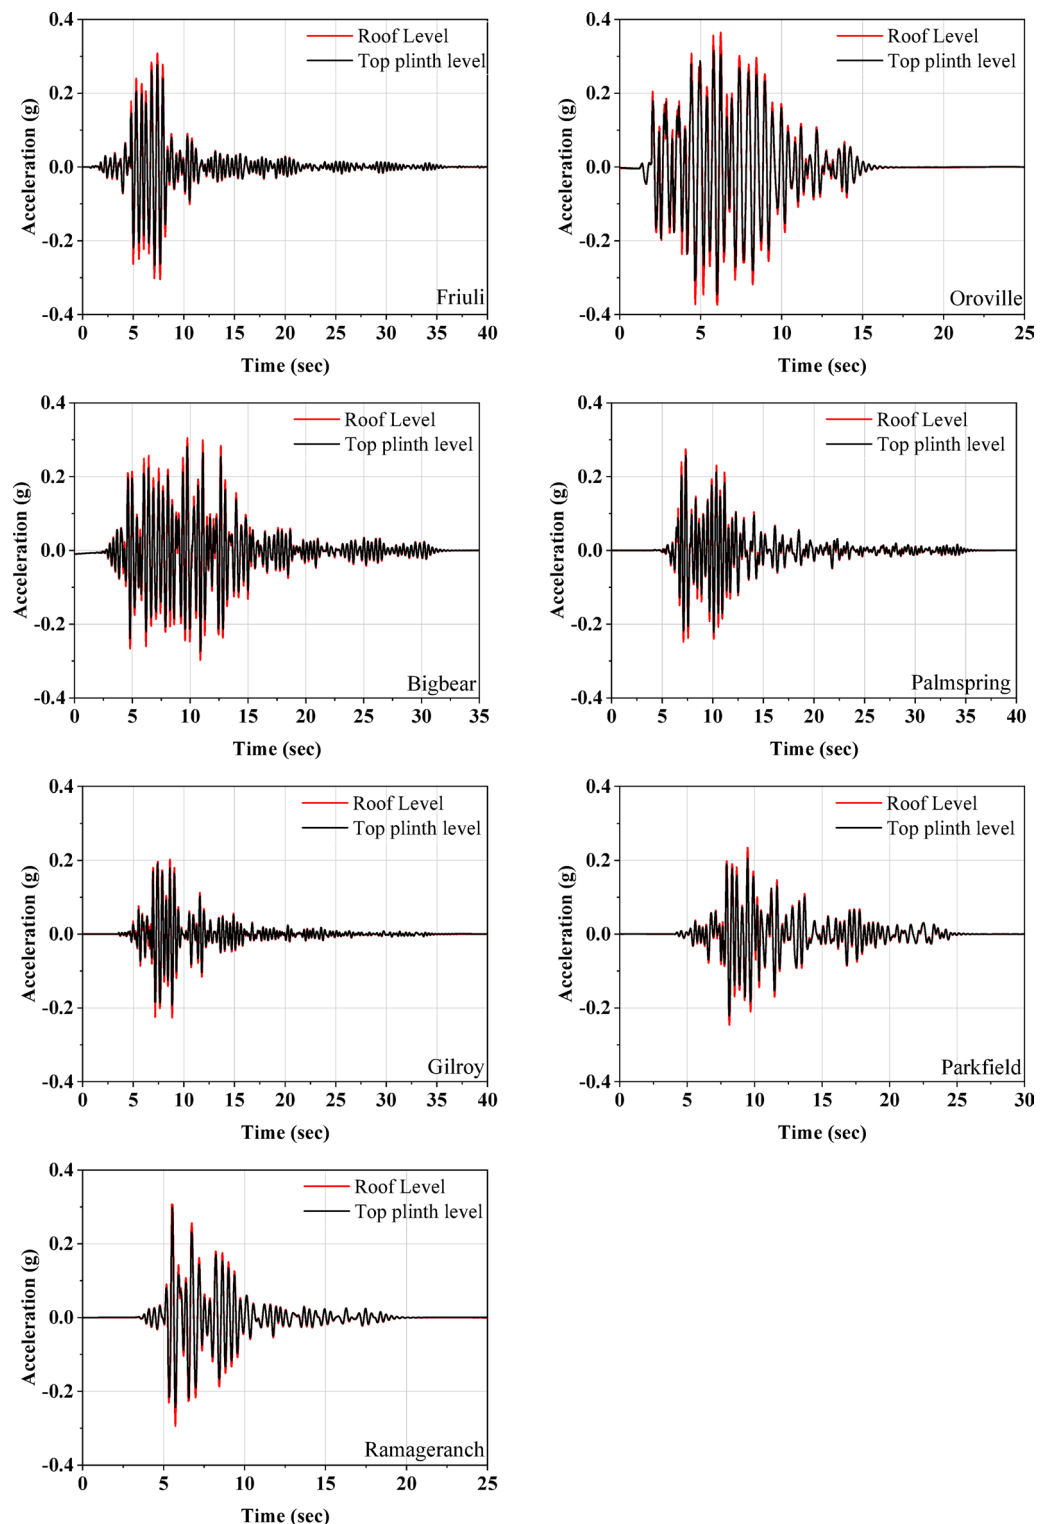 0.4
0.2
0.0
-0.2
-0.4
Acceleration (g)
Roof Level
Top plinth level
Friuli
0 5 10 15 20 25 30 35 40
Time (sec)
0.4
0.2
0.0
-0.2
-0.4
Acceleration (g)
Roof Level
Top plinth level
Oroville
0 5 10 15 20 25
Time (sec)
0.4
0.2
0.0
-0.2
-0.4
Acceleration (g)
Roof Level
Top plinth level
Bigbear
0 5 10 15 20 25 30 35
Time (sec)
0.4
0.2
0.0
-0.2
-0.4
Acceleration (g)
Roof Level
Top plinth level
Palmspring
0 5 10 15 20 25 30 35 40
Time (sec)
0.4
0.2
0.0
-0.2
-0.4
Acceleration (g)
Roof Level
Top plinth level
Gilroy
0 5 10 15 20 25 30 35 40
Time (sec)
0.4
0.2
0.0
-0.2
-0.4
Acceleration (g)
Roof Level
Top plinth level
Parkfield
0 5 10 15 20 25 30
Time (sec)
0.4
0.2
0.0
-0.2
-0.4
Acceleration (g)
Roof Level
Top plinth level
Ramageranch
0 5 10 15 20 25
Time (sec)